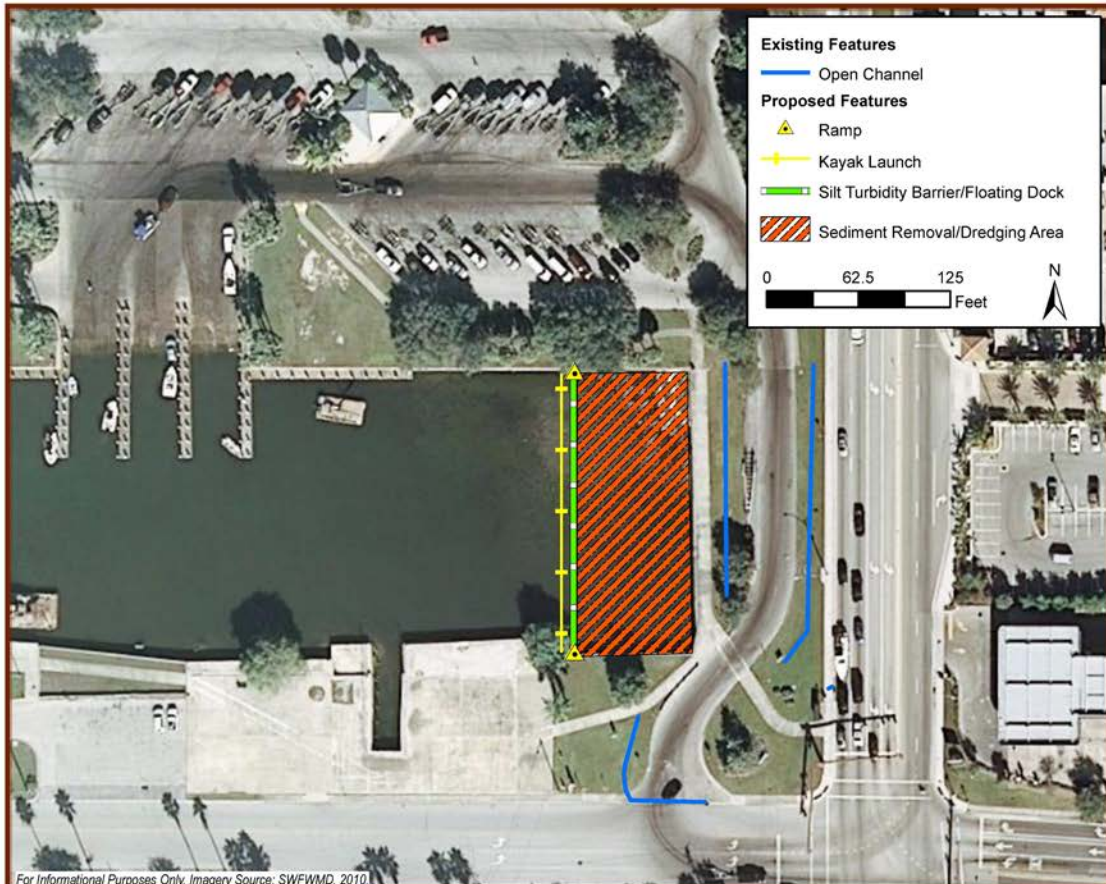 Existing Features
Open Channel
Proposed Features
Ramp
Kayak Launch
Silt Turbidity Barrier/Floating Dock
Sediment Removal/Dredging Area
0 62.5 125
Feet
N
For Informational Purposes Only. Imagery Source: SWFWMD, 2010.